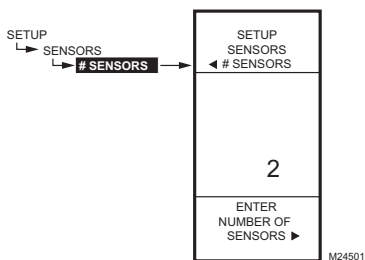 SETUP
SENSORS
# SENSORS
SETUP
SENSORS
◄ # SENSORS
2
ENTER
NUMBER OF
SENSORS ►
M24501